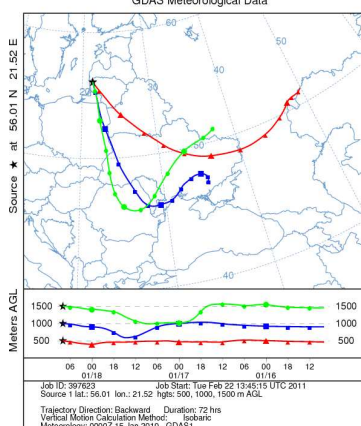 GDAS Meteorological Data
60
50
40
30
20
50
40
Source ★ at 56.01 N 21.52 E
Meters AGL
1500 1500
1000 1000
500 500
06 00 18 12 06 00 18 12 06 00 18 12
01/18 01/17 01/16
Job ID: 397623 Job Start: Tue Feb 22 13:45:15 UTC 2011
Source 1 lat.: 56.01 lon.: 21.52 hgts: 500, 1000, 1500 m AGL
Trajectory Direction: Backward Duration: 72 hrs
Vertical Motion Calculation Method: Isobaric